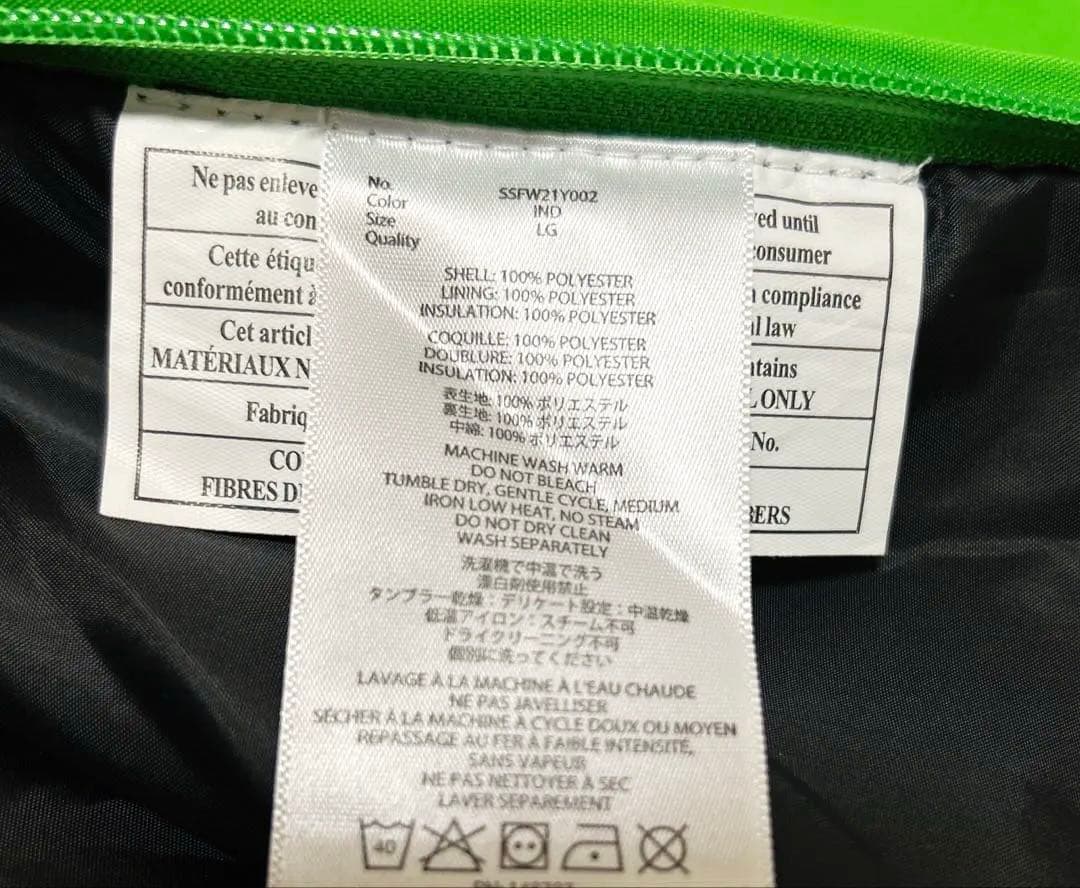 Ne pas enleve
au con
Cette étiqu
conformément à
Cet articl
MATÉRIAUX N
Fabriq
CO
FIBRES D
No. SSFW21Y002
Color IND
Size LG
Quality
SHELL: 100% POLYESTER
LINING: 100% POLYESTER
INSULATION: 100% POLYESTER
COQUILLE: 100% POLYESTER
DOUBLURE: 100% POLYESTER
INSULATION: 100% POLYESTER
表生地: 100% ポリエステル
裏生地: 100% ポリエステル
中綿: 100% ポリエステル
MACHINE WASH WARM
DO NOT BLEACH
TUMBLE DRY, GENTLE CYCLE, MEDIUM
IRON LOW HEAT, NO STEAM
DO NOT DRY CLEAN
WASH SEPARATELY
洗濯機で中温で洗う
漂白剤使用禁止
タンブラー乾燥：デリケート設定：中温乾燥
低温アイロン：スチーム不可
ドライクリーニング不可
個別に洗ってください
LAVAGE À LA MACHINE À L'EAU CHAUDE
NE PAS JAVELLISER
SÉCHER À LA MACHINE À CYCLE DOUX OU MOYEN
REPASSAGE AU FER À FAIBLE INTENSITÉ,
SANS VAPEUR
NE PAS NETTOYER À SEC
LAVER SEPAREMENT
40
ved until
consumer
compliance
al law
ntains
L ONLY
No.
BERS